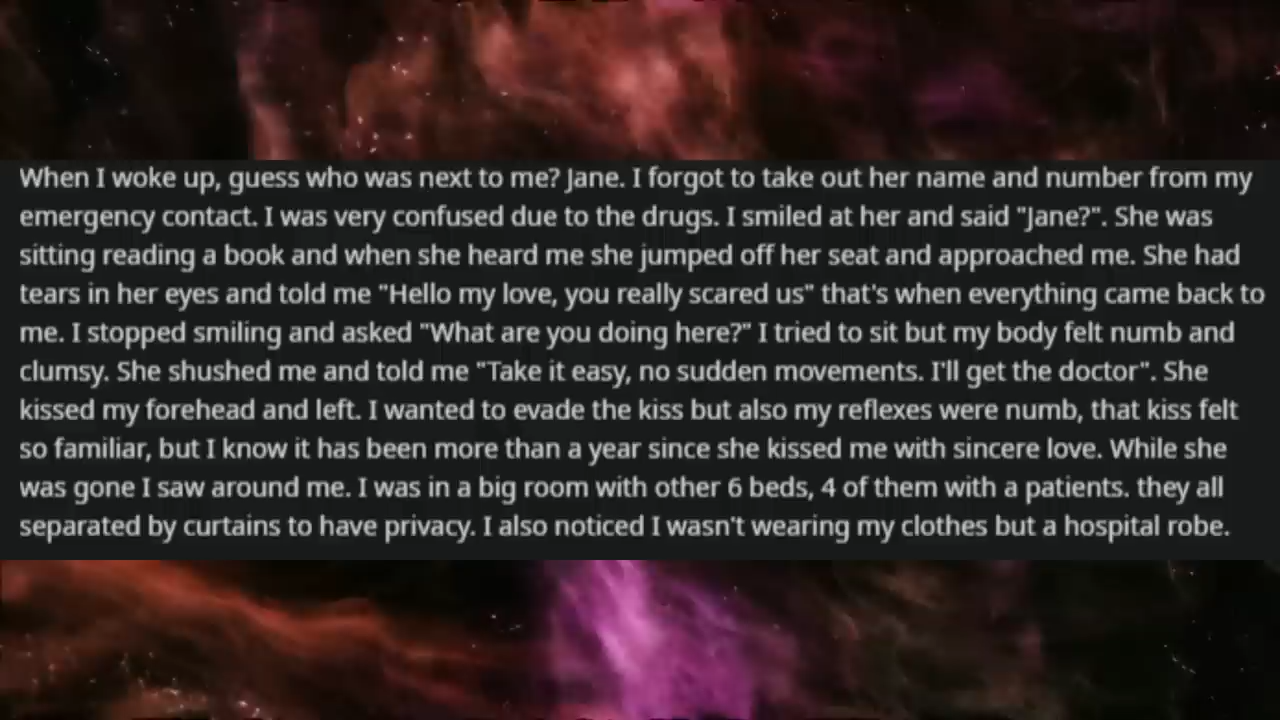 When I woke up, guess who was next to me? Jane. I forgot to take out her name and number from my
emergency contact. I was very confused due to the drugs. I smiled at her and said "Jane?". She was
sitting reading a book and when she heard me she jumped off her seat and approached me. She had
tears in her eyes and told me "Hello my love, you really scared us" that's when everything came back to
me. I stopped smiling and asked "What are you doing here?" I tried to sit but my body felt numb and
clumsy. She shushed me and told me "Take it easy, no sudden movements. I'll get the doctor". She
kissed my forehead and left. I wanted to evade the kiss but also my reflexes were numb, that kiss felt
so familiar, but I know it has been more than a year since she kissed me with sincere love. While she
was gone I saw around me. I was in a big room with other 6 beds, 4 of them with a patients. they all
separated by curtains to have privacy. I also noticed I wasn't wearing my clothes but a hospital robe.